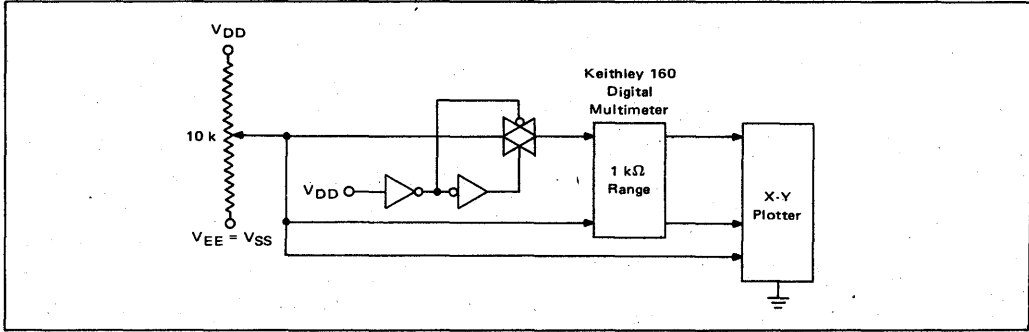 VDD
10 k
VEE = VSS
VDD
Keithley 160
Digital
Multimeter
1 kΩ
Range
X-Y
Plotter